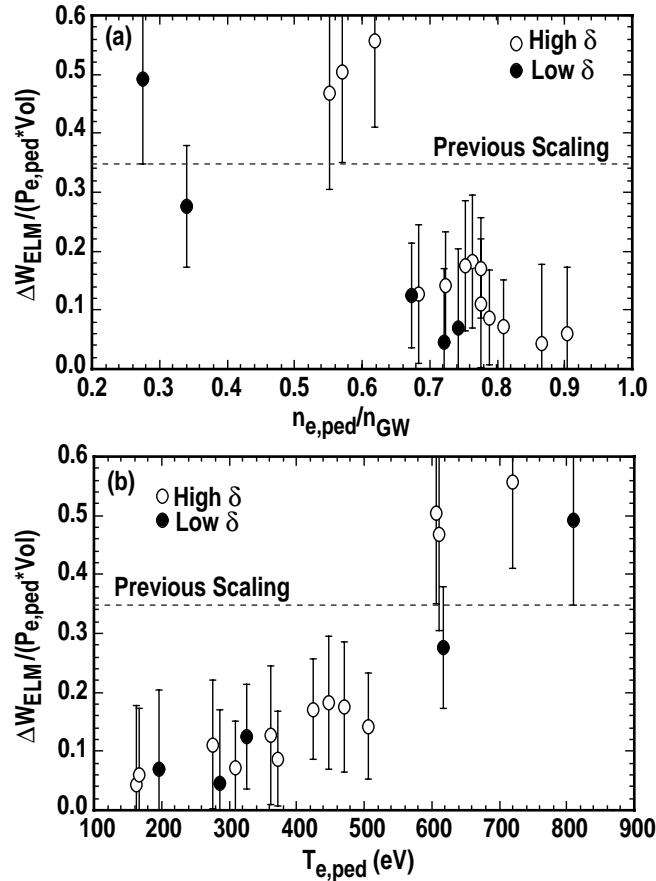 (a)
High δ
Low δ
Previous Scaling
ΔW_ELM/(P_e,ped*Vol)
0.6
0.5
0.4
0.3
0.2
0.1
0.0
0.2 0.3 0.4 0.5 0.6 0.7 0.8 0.9 1.0
n_e,ped/n_GW
(b)
High δ
Low δ
Previous Scaling
ΔW_ELM/(P_e,ped*Vol)
0.6
0.5
0.4
0.3
0.2
0.1
0.0
100 200 300 400 500 600 700 800 900
T_e,ped (eV)